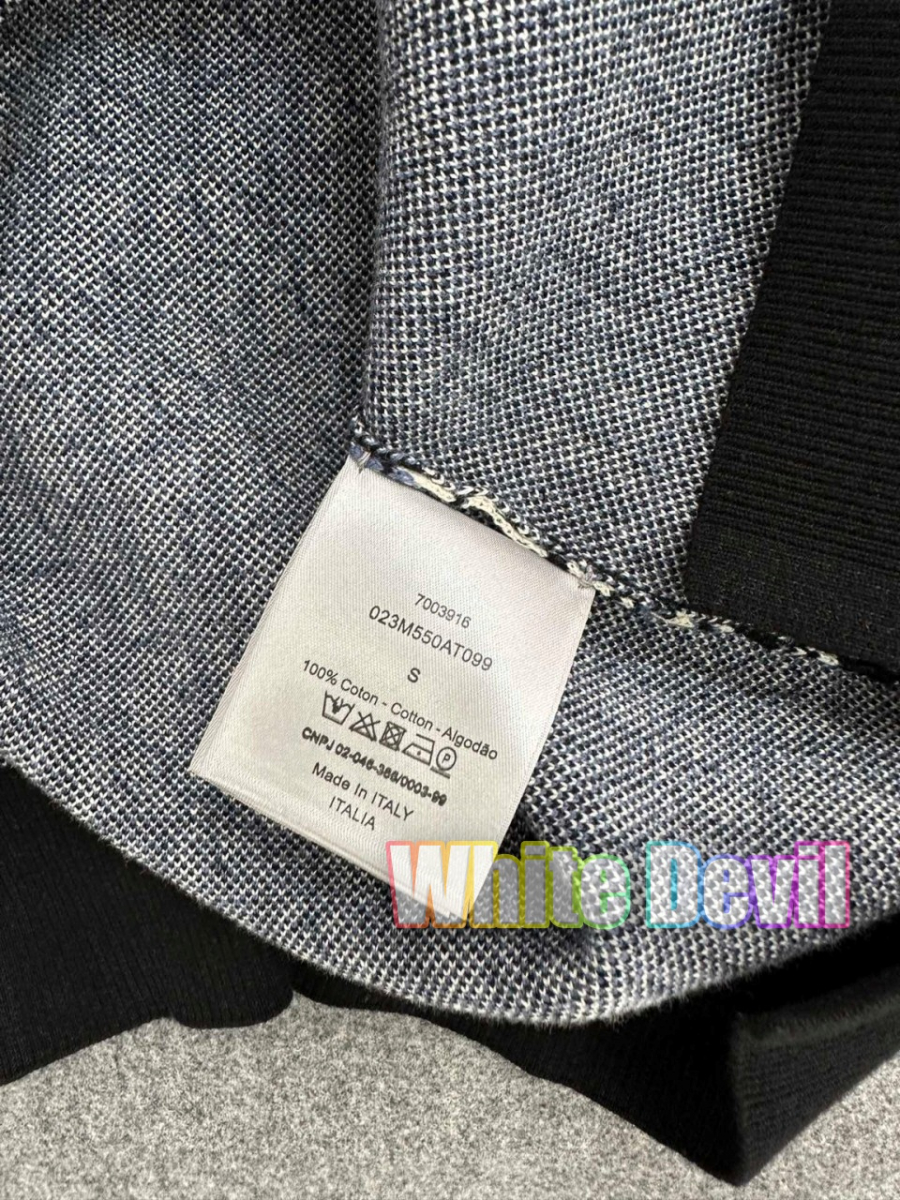 7003916
023M550AT099
S
100% Coton - Cotton - Algodão
P
CNPJ 02-046-386/0003-99
Made In ITALY
ITALIA
White Devil